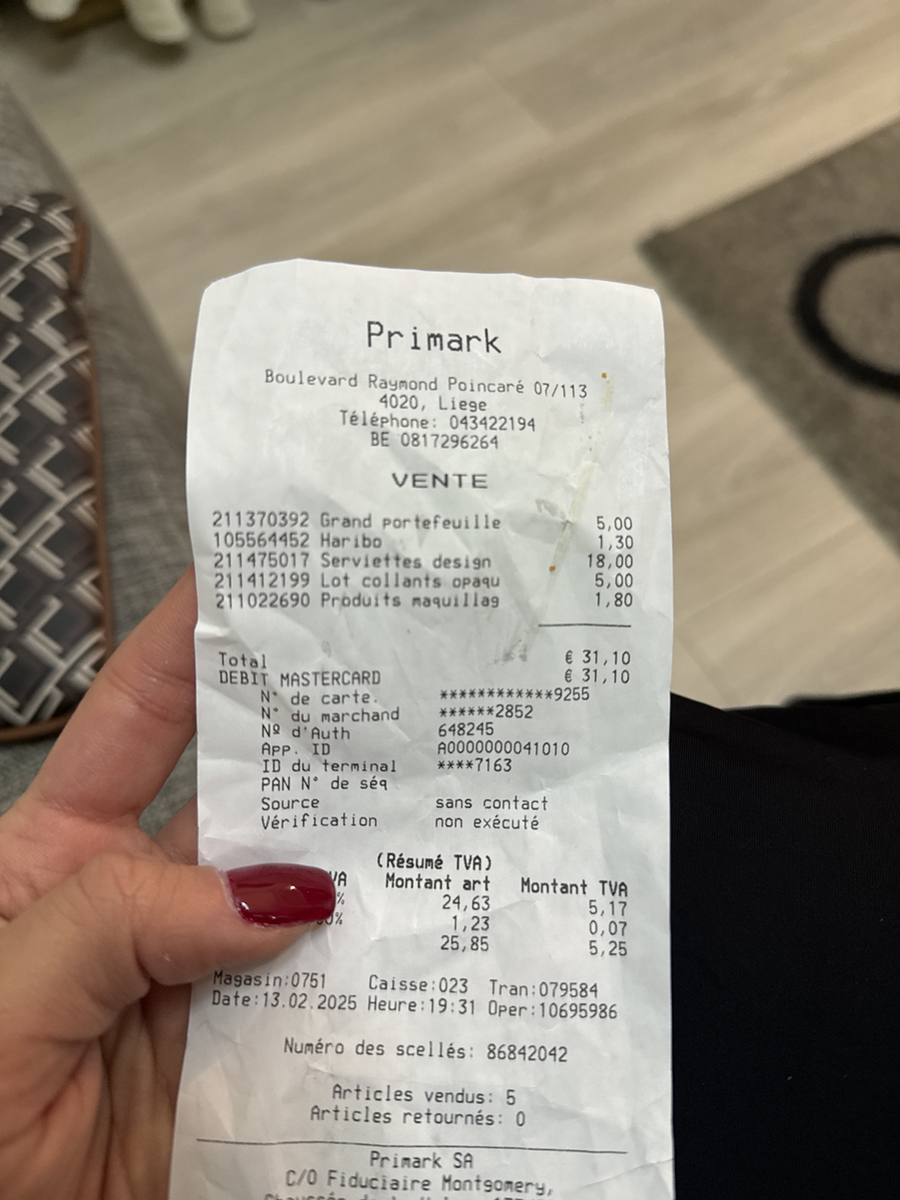 Primark
Boulevard Raymond Poincaré 07/113
4020, Liege
Téléphone: 043422194
BE 0817296264
VENTE
211370392 Grand portefeuille 5,00
105564452 Haribo 1,30
211475017 Serviettes design 18,00
211412199 Lot collants opaqu 5,00
211022690 Produits maquillag 1,80
Total € 31,10
DEBIT MASTERCARD € 31,10
N° de carte. ************9255
N° du marchand ******2852
Nº d'Auth 648245
App. ID A0000000041010
ID du terminal ****7163
PAN N° de séq
Source sans contact
Vérification non exécuté
(Résumé TVA)
Montant art Montant TVA
% 24,63 5,17
% 1,23 0,07
25,85 5,25
Magasin:0751 Caisse:023 Tran:079584
Date:13.02.2025 Heure:19:31 Oper:10695986
Numéro des scellés: 86842042
Articles vendus: 5
Articles retournés: 0
Primark SA
C/O Fiduciaire Montgomery,